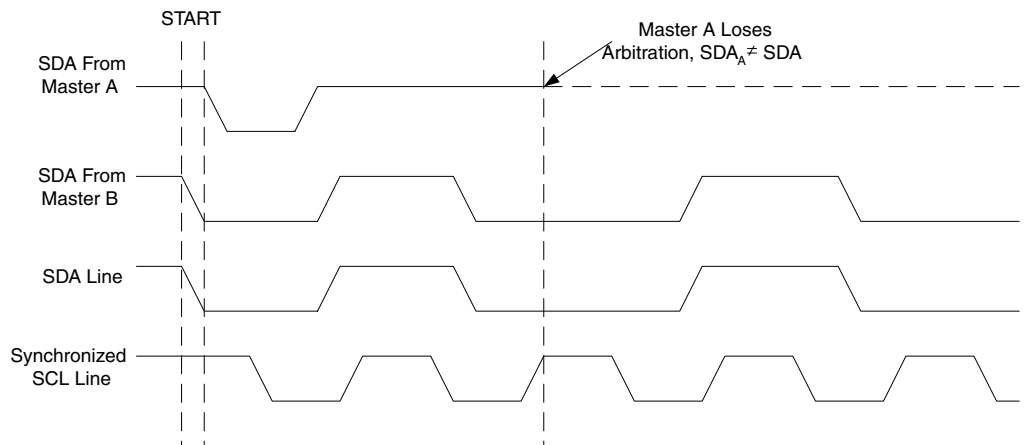 START
Master A Loses
Arbitration, SDA_A ≠ SDA
SDA From
Master A
SDA From
Master B
SDA Line
Synchronized
SCL Line